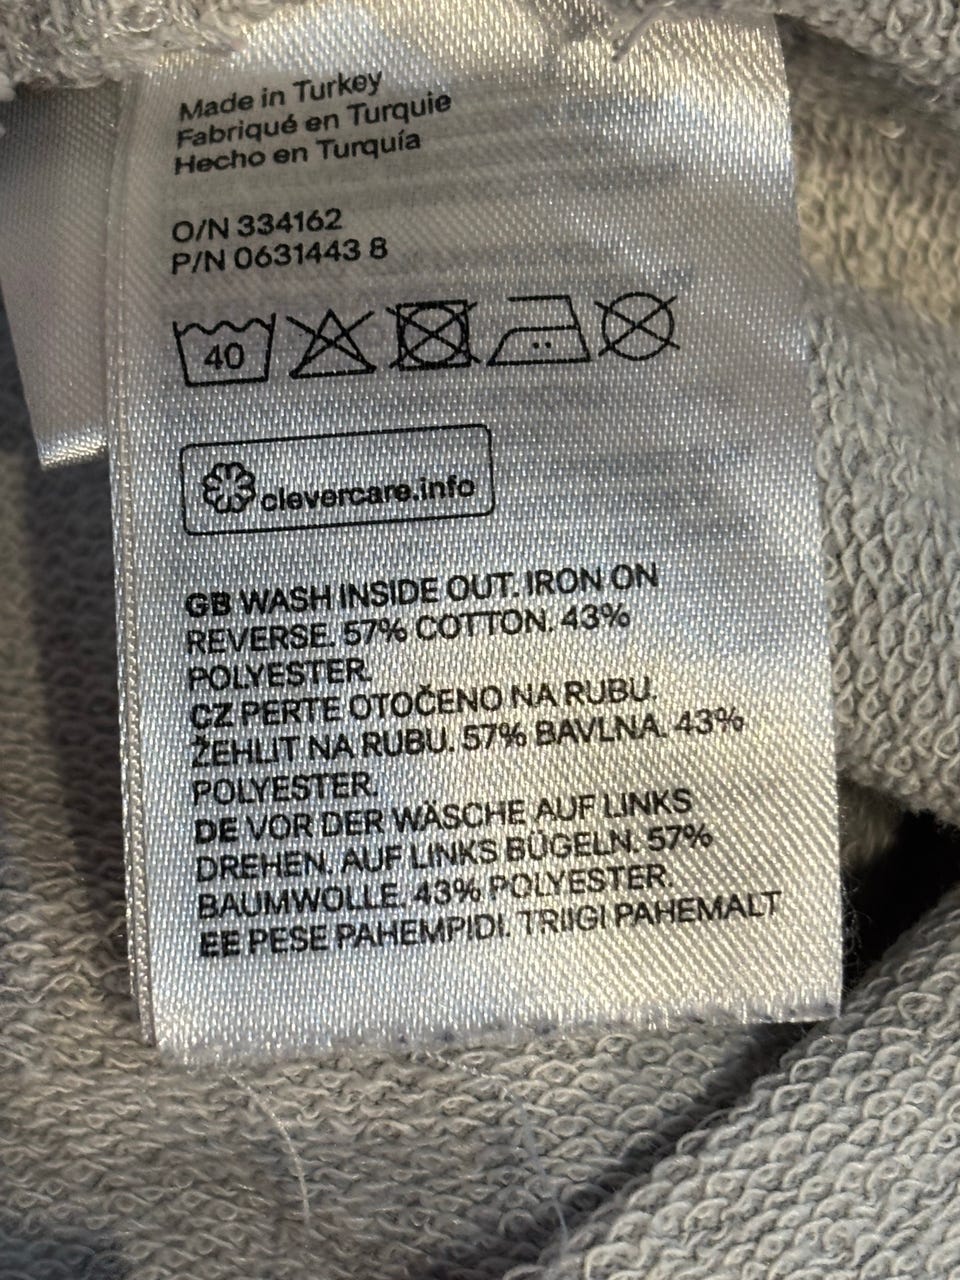 Made in Turkey
Fabriqué en Turquie
Hecho en Turquía
O/N 334162
P/N 0631443 8
40
clevercare.info
GB WASH INSIDE OUT. IRON ON
REVERSE. 57% COTTON. 43%
POLYESTER.
CZ PERTE OTOČENO NA RUBU.
ŽEHLIT NA RUBU. 57% BAVLNA. 43%
POLYESTER.
DE VOR DER WÄSCHE AUF LINKS
DREHEN. AUF LINKS BÜGELN. 57%
BAUMWOLLE. 43% POLYESTER.
EE PESE PAHEMPIDI. TRIIGI PAHEMALT